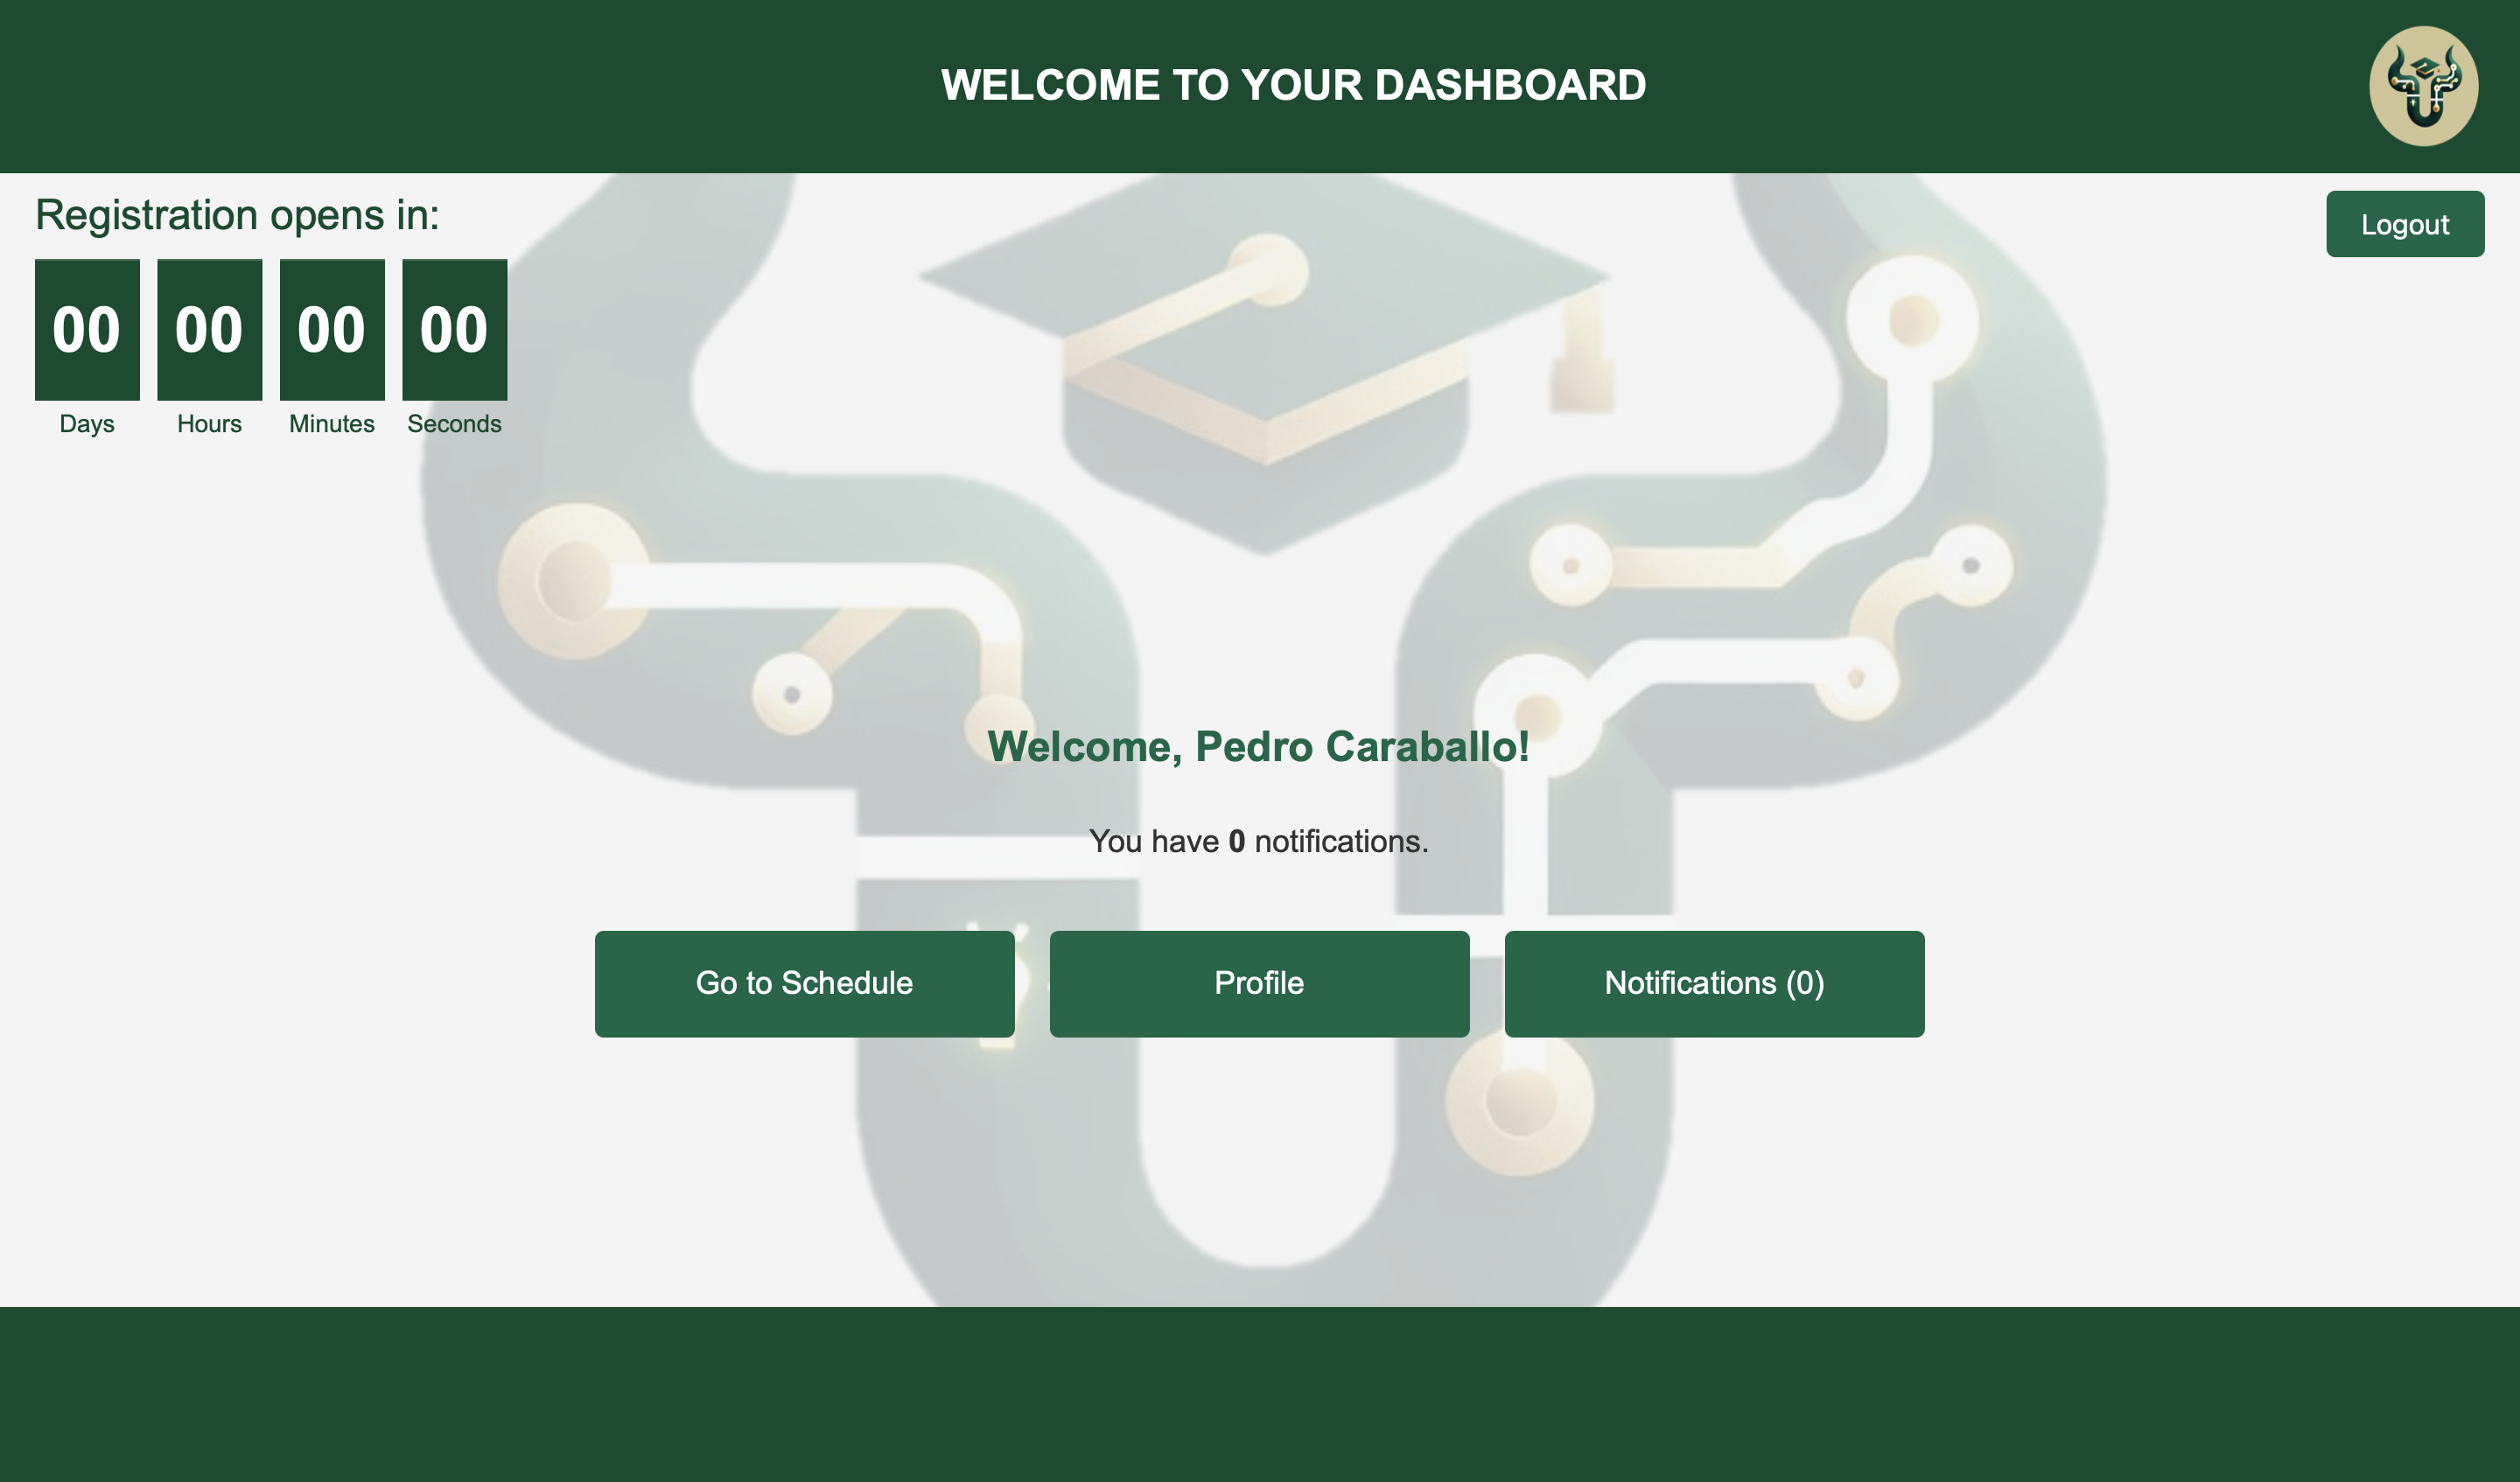 WELCOME TO YOUR DASHBOARD
Registration opens in:
Logout
00 00 00 00
Days Hours Minutes Seconds
Welcome, Pedro Caraballo!
You have 0 notifications.
Go to Schedule
Profile
Notifications (0)